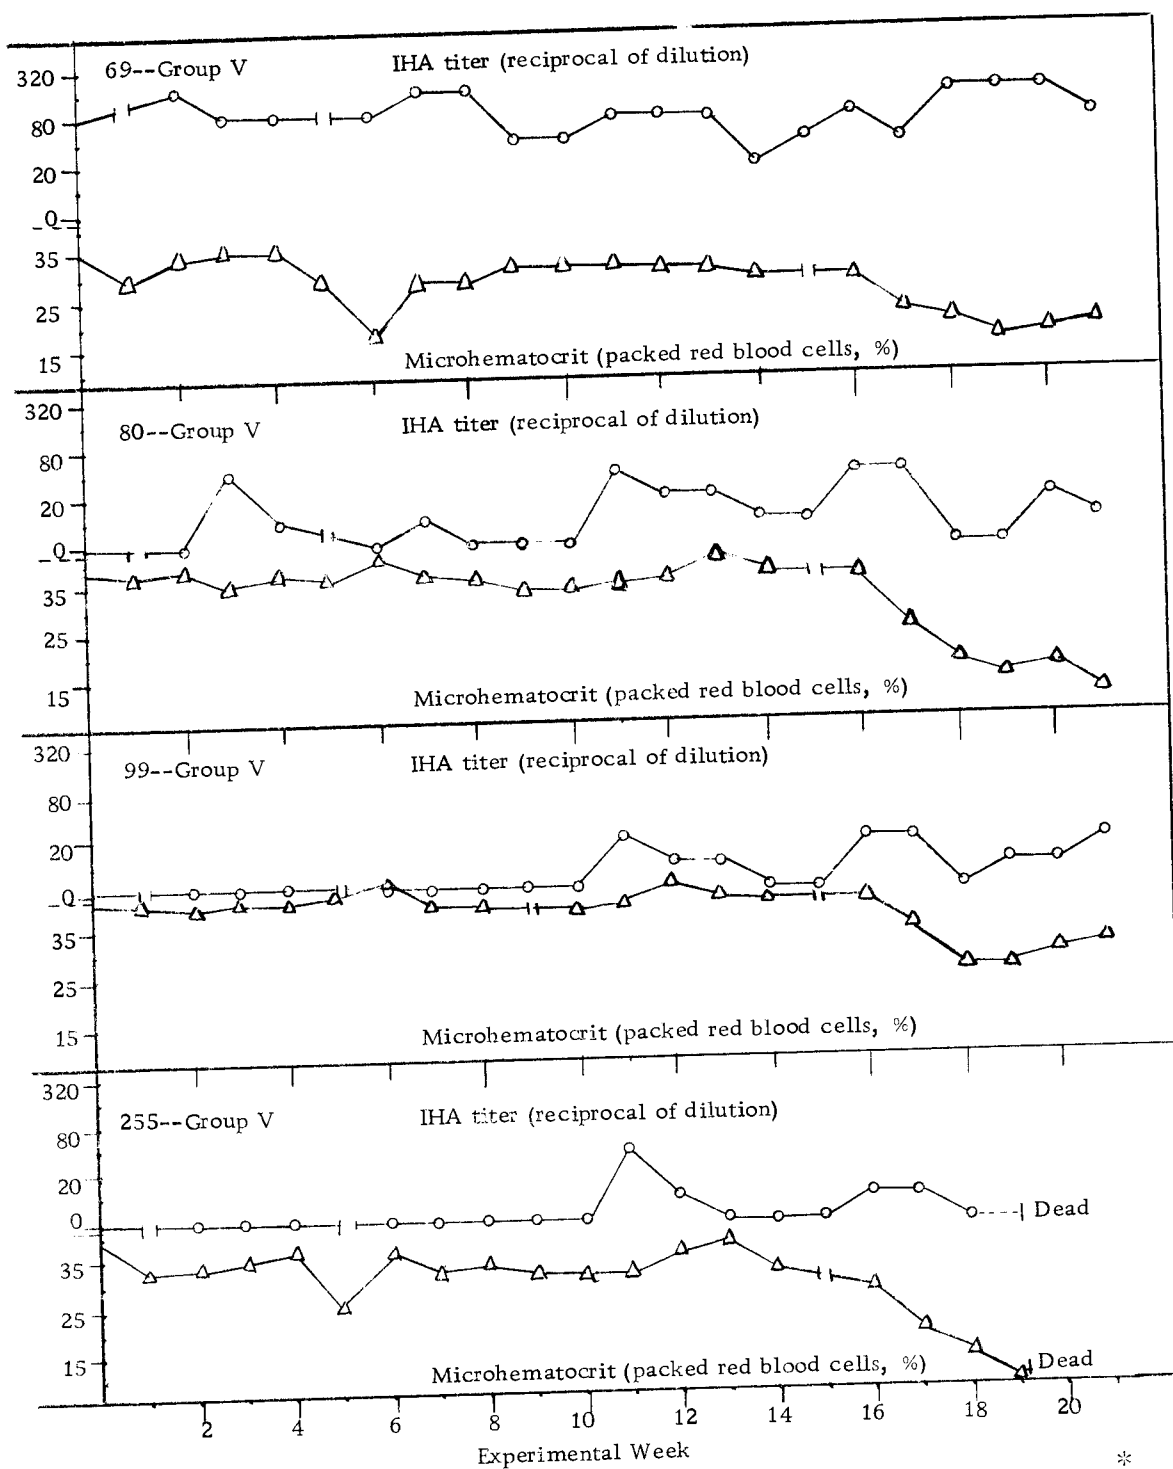 69--Group V IHA titer (reciprocal of dilution)
320
80
20
0
35
25
15
Microhematocrit (packed red blood cells, %)
80--Group V IHA titer (reciprocal of dilution)
320
80
20
0
35
25
15
Microhematocrit (packed red blood cells, %)
99--Group V IHA titer (reciprocal of dilution)
320
80
20
0
35
25
15
Microhematocrit (packed red blood cells, %)
255--Group V IHA titer (reciprocal of dilution)
320
80
20
0
Dead
35
25
15
Microhematocrit (packed red blood cells, %)
Dead
2 4 6 8 10 12 14 16 18 20
Experimental Week
*